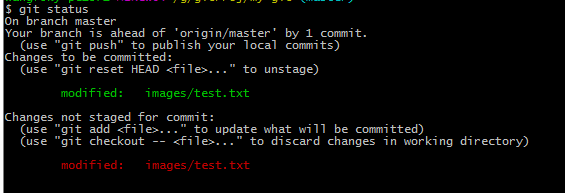 $ git status
On branch master
Your branch is ahead of 'origin/master' by 1 commit.
(use "git push" to publish your local commits)
Changes to be committed:
(use "git reset HEAD <file>..." to unstage)
modified: images/test.txt
Changes not staged for commit:
(use "git add <file>..." to update what will be committed)
(use "git checkout -- <file>..." to discard changes in working directory)
modified: images/test.txt